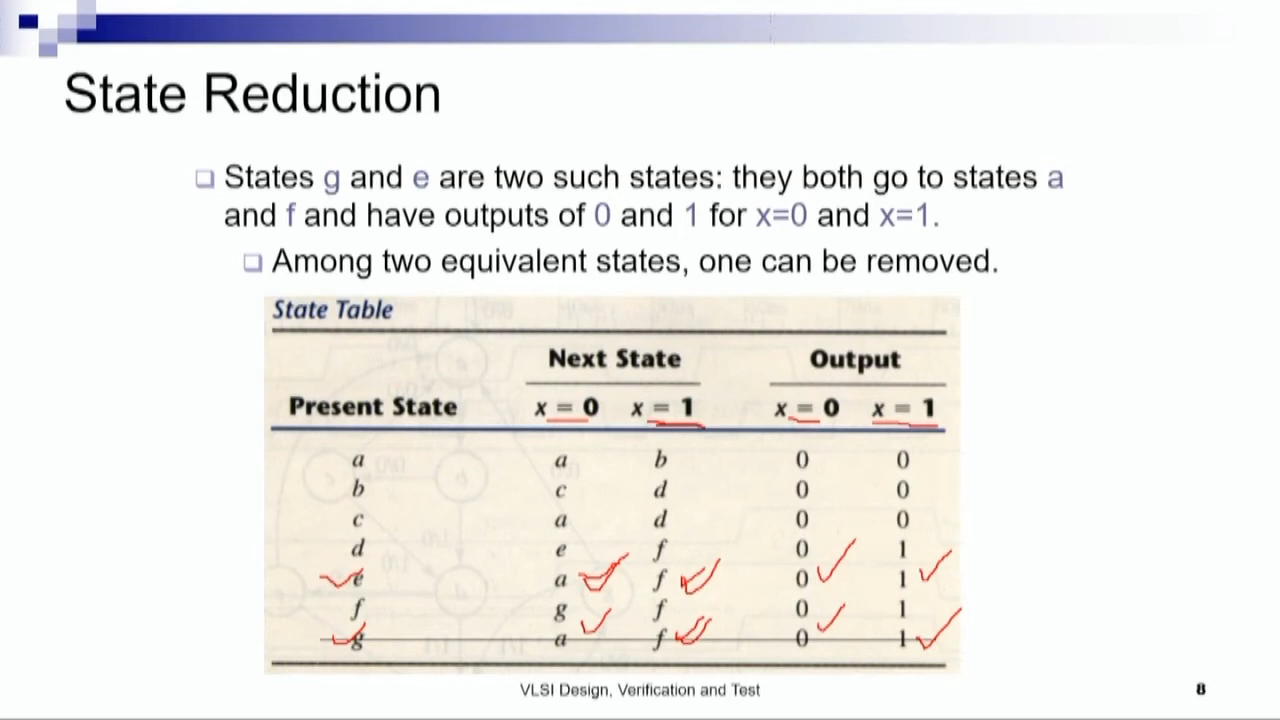 State Reduction
States g and e are two such states: they both go to states a
and f and have outputs of 0 and 1 for x=0 and x=1.
Among two equivalent states, one can be removed.
State Table
Next State Output
Present State x = 0 x = 1 x = 0 x = 1
a a b 0 0
b c d 0 0
c a d 0 0
d e f 0 1
e a f 0 1
f g f 0 1
g a f 0 1
VLSI Design, Verification and Test 8